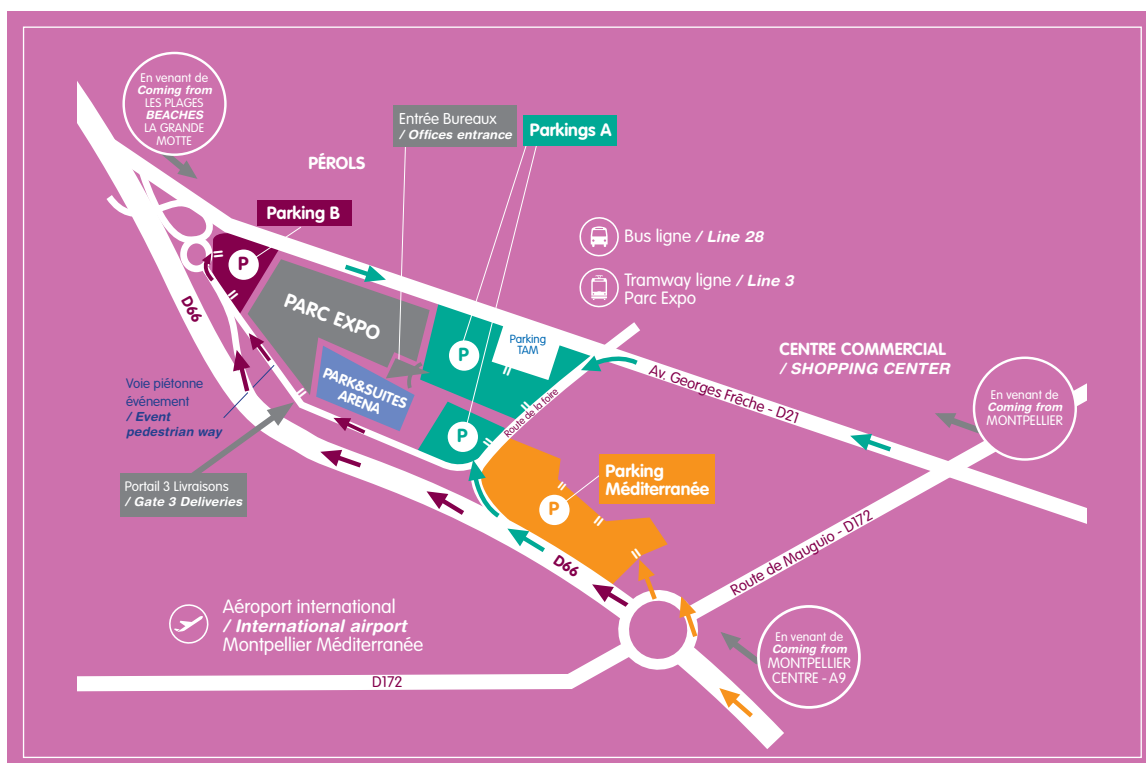 En venant de
Coming from
LES PLAGES
BEACHES
LA GRANDE
MOTTE
Entrée Bureaux
/ Offices entrance
Parkings A
PÉROLS
Parking B
P
Bus ligne / Line 28
Tramway ligne / Line 3
Parc Expo
D66
PARC EXPO
P
Parking
TAM
CENTRE COMMERCIAL
/ SHOPPING CENTER
Av. Georges Frêche - D21
En venant de
Coming from
MONTPELLIER
Voie piétonne
événement
/ Event
pedestrian way
PARK&SUITES
ARENA
Route de la foire
P
Portail 3 Livraisons
/ Gate 3 Deliveries
Parking
Méditerranée
P
D66
Route de Mauguio - D172
Aéroport international
/ International airport
Montpellier Méditerranée
En venant de
Coming from
MONTPELLIER
CENTRE - A9
D172